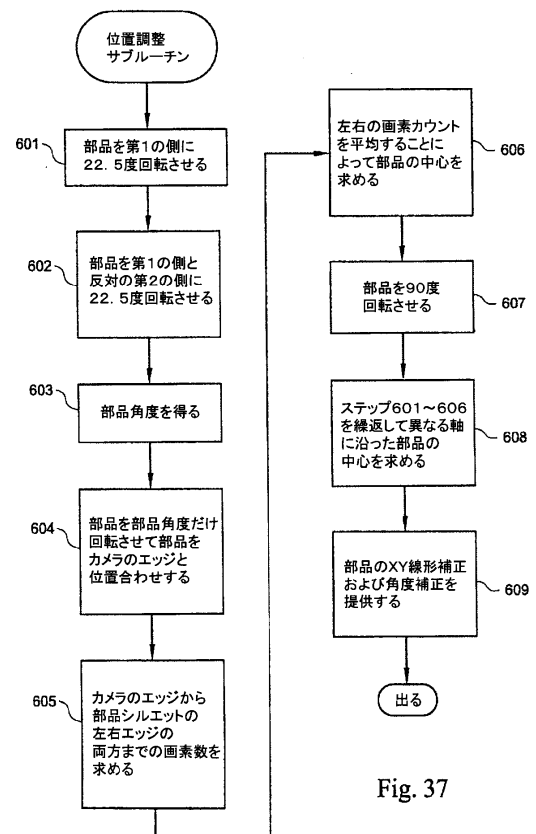 位置調整
サブルーチン
601
部品を第1の側に
22．5度回転させる
602
部品を第1の側と
反対の第2の側に
22．5度回転させる
603
部品角度を得る
604
部品を部品角度だけ
回転させて部品を
カメラのエッジと
位置合わせする
605
カメラのエッジから
部品シルエットの
左右エッジの
両方までの画素数を
求める
左右の画素カウント
を平均することに
よって部品の中心を
求める
606
部品を90度
回転させる
607
ステップ601～606
を繰返して異なる軸
に沿った部品の
中心を求める
608
部品のXY線形補正
および角度補正を
提供する
609
出る
Fig. 37